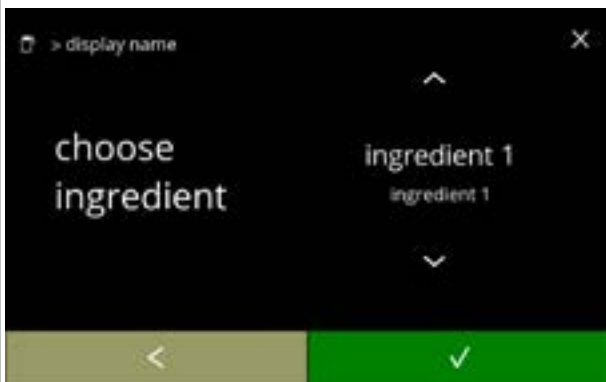 > display name
choose
ingredient
ingredient 1
ingredient 1